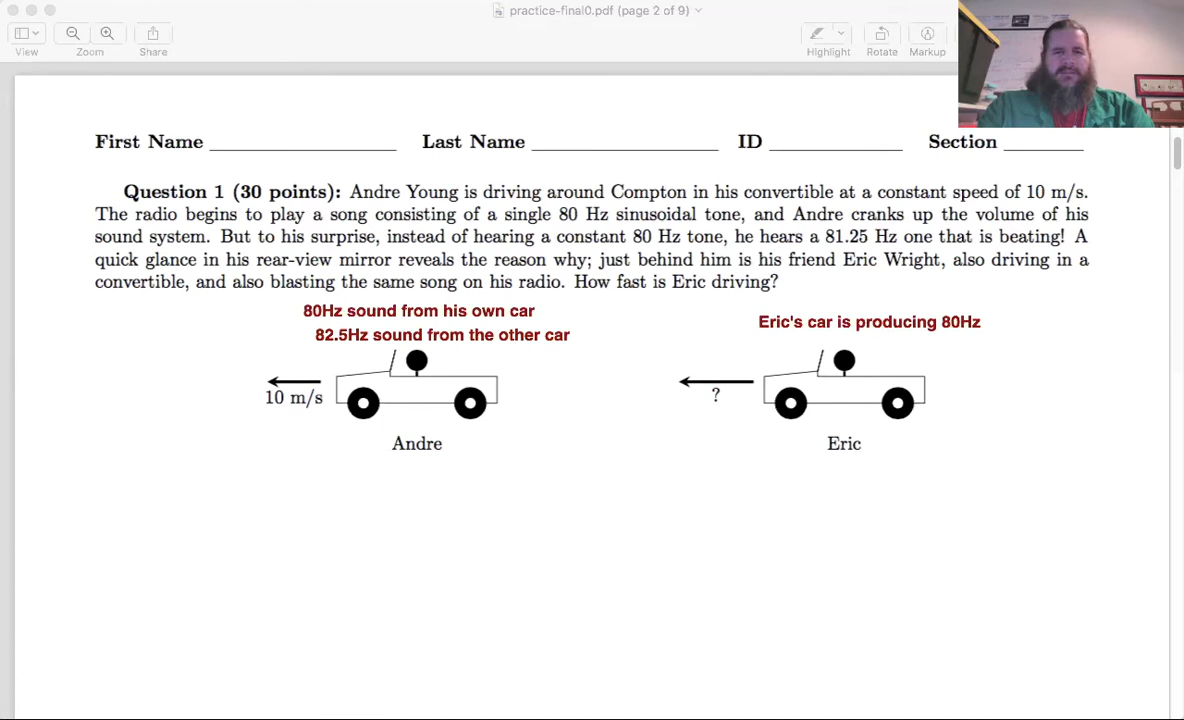 practice-final0.pdf (page 2 of 9)
View
Zoom
Share
Highlight
Rotate
Markup
First Name
Last Name
ID
Section
Question 1 (30 points): Andre Young is driving around Compton in his convertible at a constant speed of 10 m/s.
The radio begins to play a song consisting of a single 80 Hz sinusoidal tone, and Andre cranks up the volume of his
sound system. But to his surprise, instead of hearing a constant 80 Hz tone, he hears a 81.25 Hz one that is beating! A
quick glance in his rear-view mirror reveals the reason why; just behind him is his friend Eric Wright, also driving in a
convertible, and also blasting the same song on his radio. How fast is Eric driving?
80Hz sound from his own car
82.5Hz sound from the other car
Eric's car is producing 80Hz
10 m/s
?
Andre
Eric